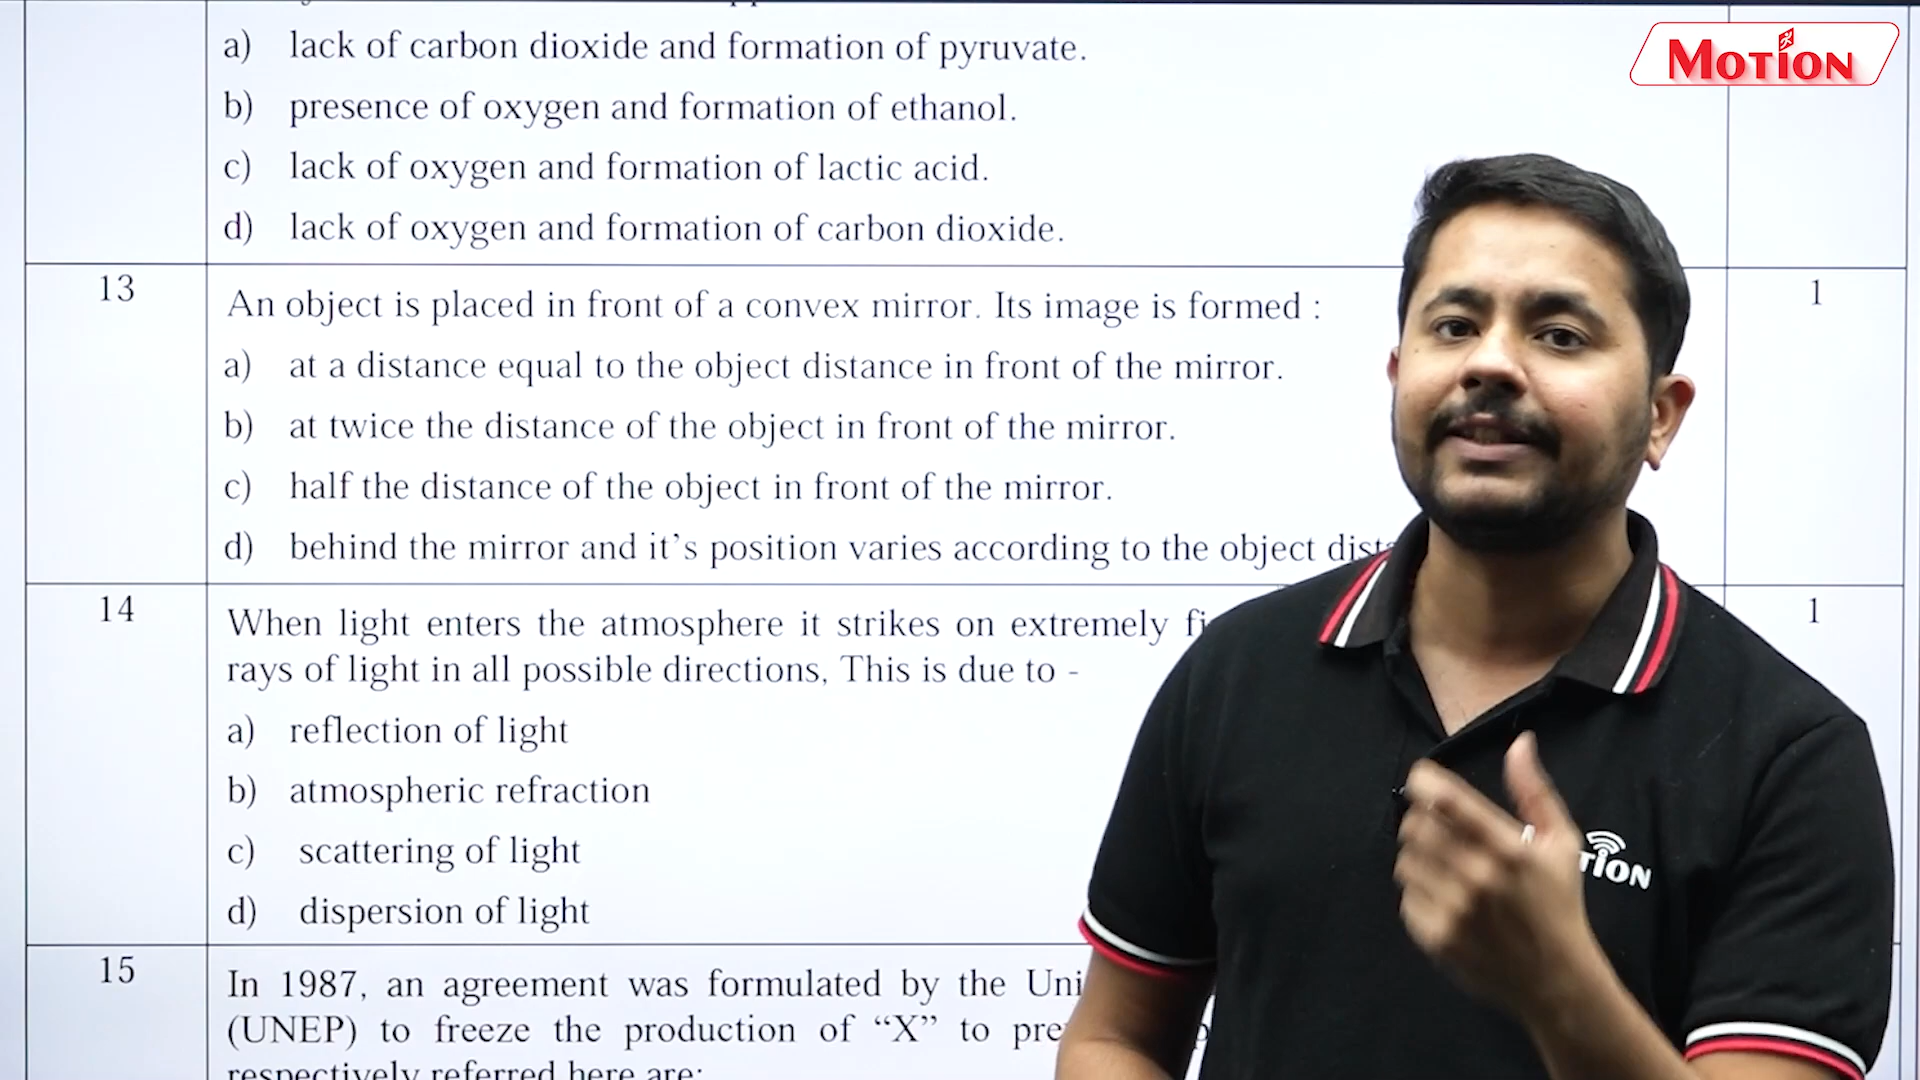 a) lack of carbon dioxide and formation of pyruvate.
MOTION
b) presence of oxygen and formation of ethanol.
c) lack of oxygen and formation of lactic acid.
d) lack of oxygen and formation of carbon dioxide.
13 An object is placed in front of a convex mirror. Its image is formed : 1
a) at a distance equal to the object distance in front of the mirror.
b) at twice the distance of the object in front of the mirror.
c) half the distance of the object in front of the mirror.
d) behind the mirror and it’s position varies according to the object
14 When light enters the atmosphere it strikes on extremely 1
rays of light in all possible directions, This is due to -
a) reflection of light
b) atmospheric refraction
c) scattering of light
d) dispersion of light
15 In 1987, an agreement was formulated by the
(UNEP) to freeze the production of “X” to
respectively referred here are: